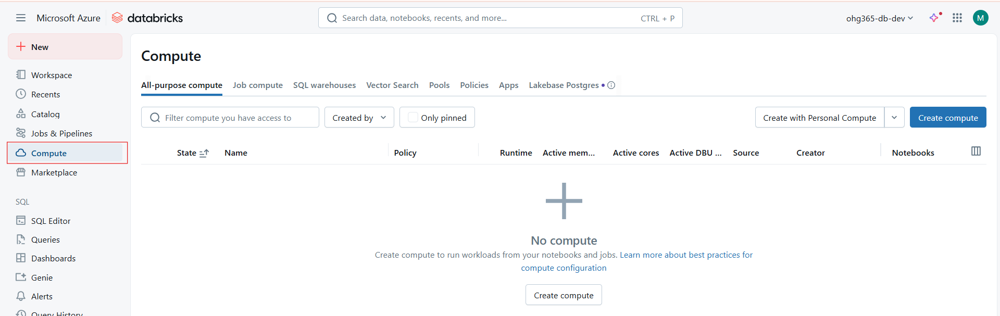 Microsoft Azure databricks
Search data, notebooks, recents, and more... CTRL + P
ohg365-db-dev M
New
Workspace
Recents
Catalog
Jobs & Pipelines
Compute
Marketplace
SQL
SQL Editor
Queries
Dashboards
Genie
Alerts
Query History
Compute
All-purpose compute Job compute SQL warehouses Vector Search Pools Policies Apps Lakebase Postgres
Filter compute you have access to Created by Only pinned Create with Personal Compute Create compute
State Name Policy Runtime Active mem... Active cores Active DBU ... Source Creator Notebooks
No compute
Create compute to run workloads from your notebooks and jobs. Learn more about best practices for
compute configuration
Create compute